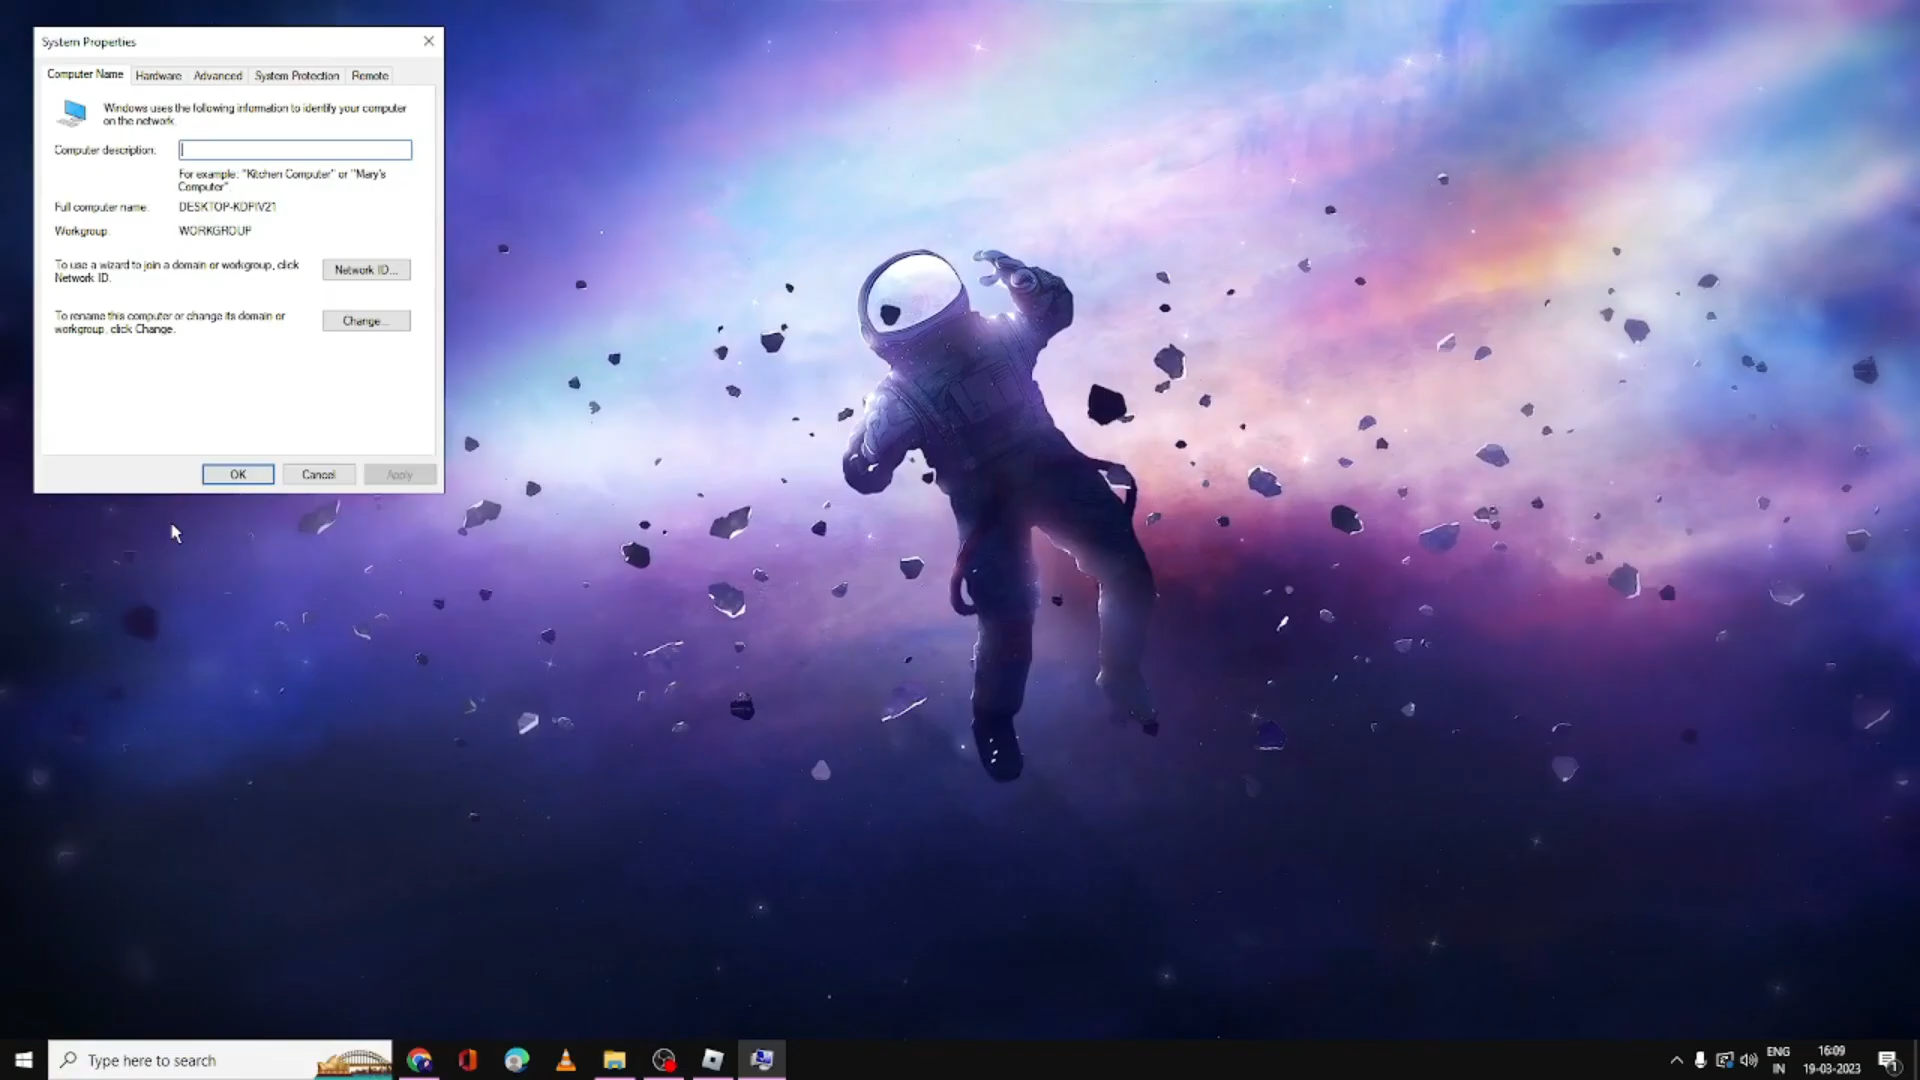 System Properties
Computer Name Hardware Advanced System Protection Remote
Windows uses the following information to identify your computer
on the network.
Computer description:
For example: "Kitchen Computer" or "Mary's
Computer".
Full computer name: DESKTOP-KDPIV21
Workgroup: WORKGROUP
To use a wizard to join a domain or workgroup, click
Network ID.
Network ID...
To rename this computer or change its domain or
workgroup, click Change.
Change...
OK Cancel Apply
Type here to search
ENG
IN
16:09
19-03-2023
1